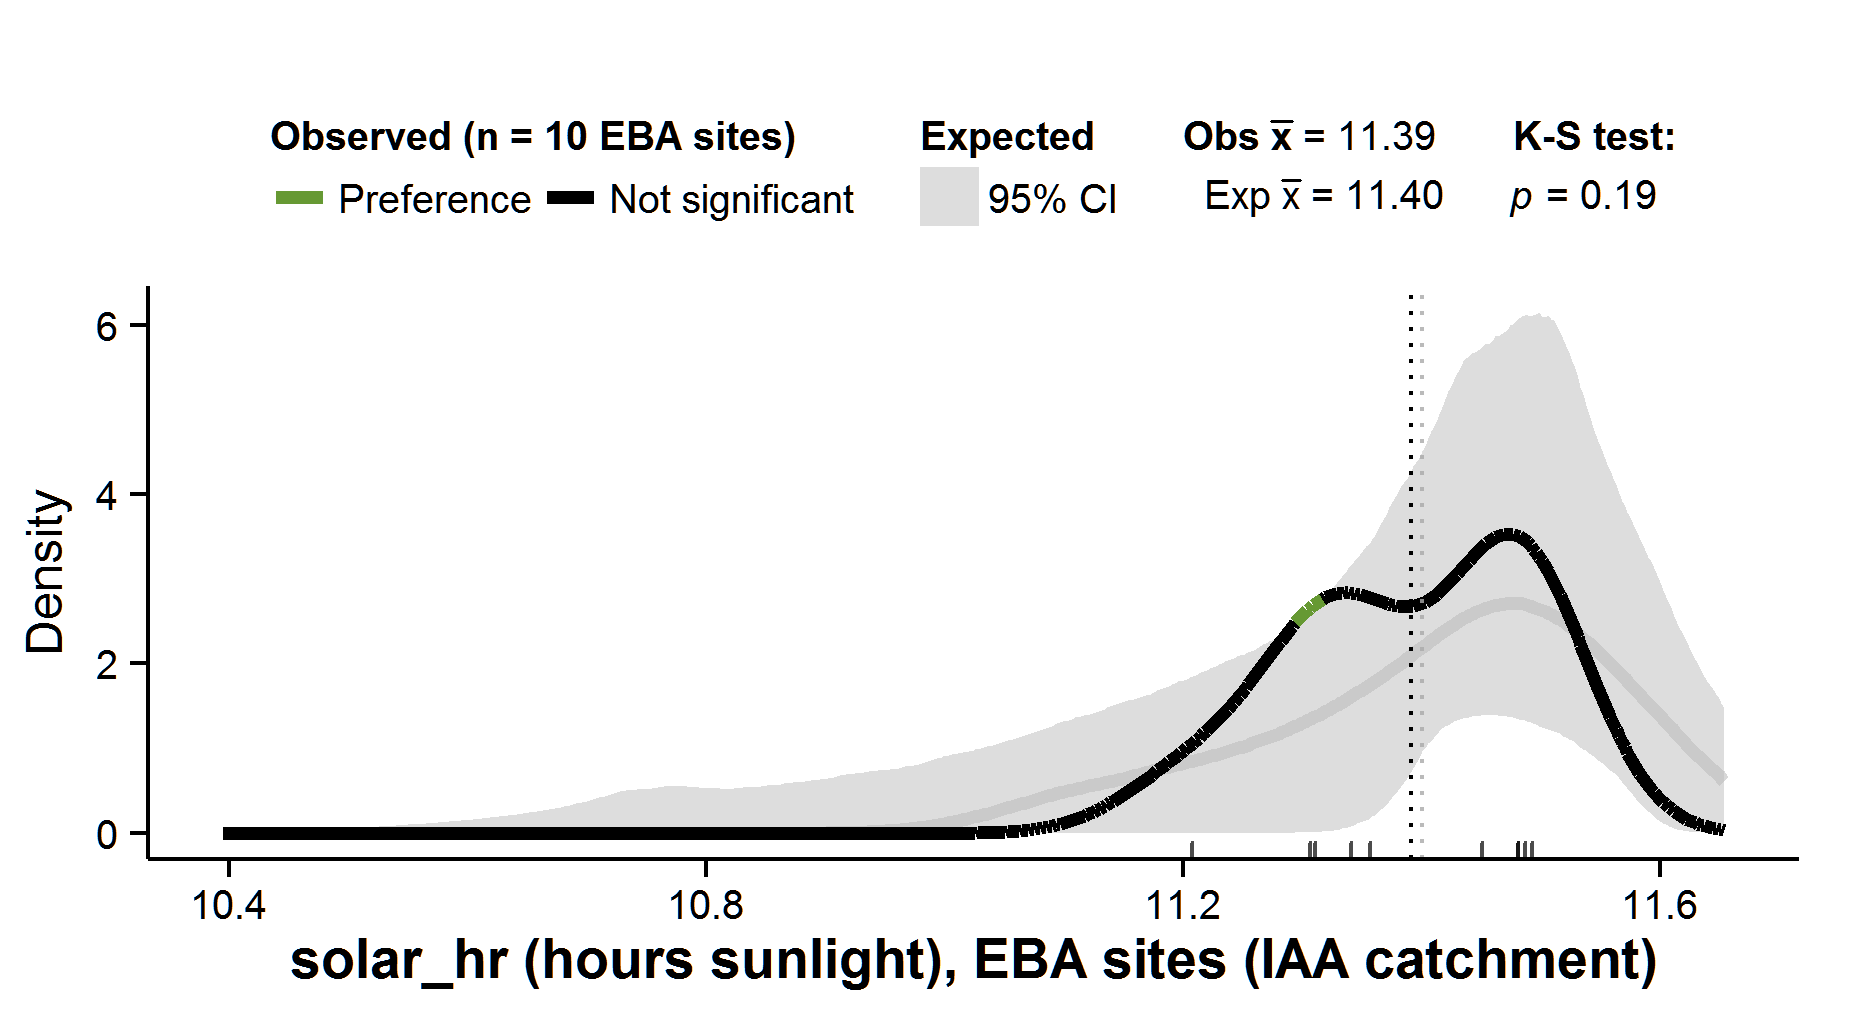 Observed (n = 10 EBA sites) Expected Obs x̅ = 11.39 K-S test:
Preference Not significant 95% CI Exp x̅ = 11.40 p = 0.19
Density
6
4
2
0
10.4 10.8 11.2 11.6
solar_hr (hours sunlight), EBA sites (IAA catchment)